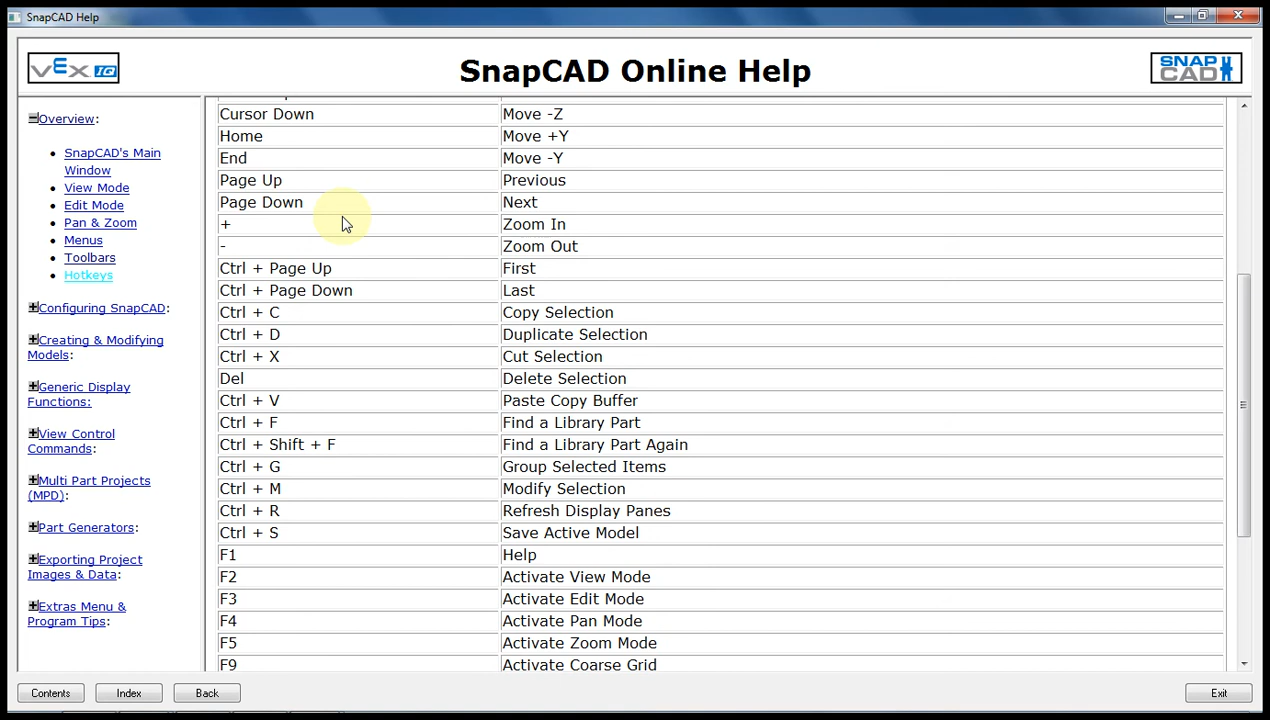 SnapCAD Help
VEX IQ
SnapCAD Online Help
SNAP
CAD
Overview:
SnapCAD's Main
Window
View Mode
Edit Mode
Pan & Zoom
Menus
Toolbars
Hotkeys
Configuring SnapCAD:
Creating & Modifying
Models:
Generic Display
Functions:
View Control
Commands:
Multi Part Projects
(MPD):
Part Generators:
Exporting Project
Images & Data:
Extras Menu &
Program Tips:
Cursor Down Move -Z
Home Move +Y
End Move -Y
Page Up Previous
Page Down Next
+ Zoom In
- Zoom Out
Ctrl + Page Up First
Ctrl + Page Down Last
Ctrl + C Copy Selection
Ctrl + D Duplicate Selection
Ctrl + X Cut Selection
Del Delete Selection
Ctrl + V Paste Copy Buffer
Ctrl + F Find a Library Part
Ctrl + Shift + F Find a Library Part Again
Ctrl + G Group Selected Items
Ctrl + M Modify Selection
Ctrl + R Refresh Display Panes
Ctrl + S Save Active Model
F1 Help
F2 Activate View Mode
F3 Activate Edit Mode
F4 Activate Pan Mode
F5 Activate Zoom Mode
F9 Activate Coarse Grid
Contents Index Back Exit